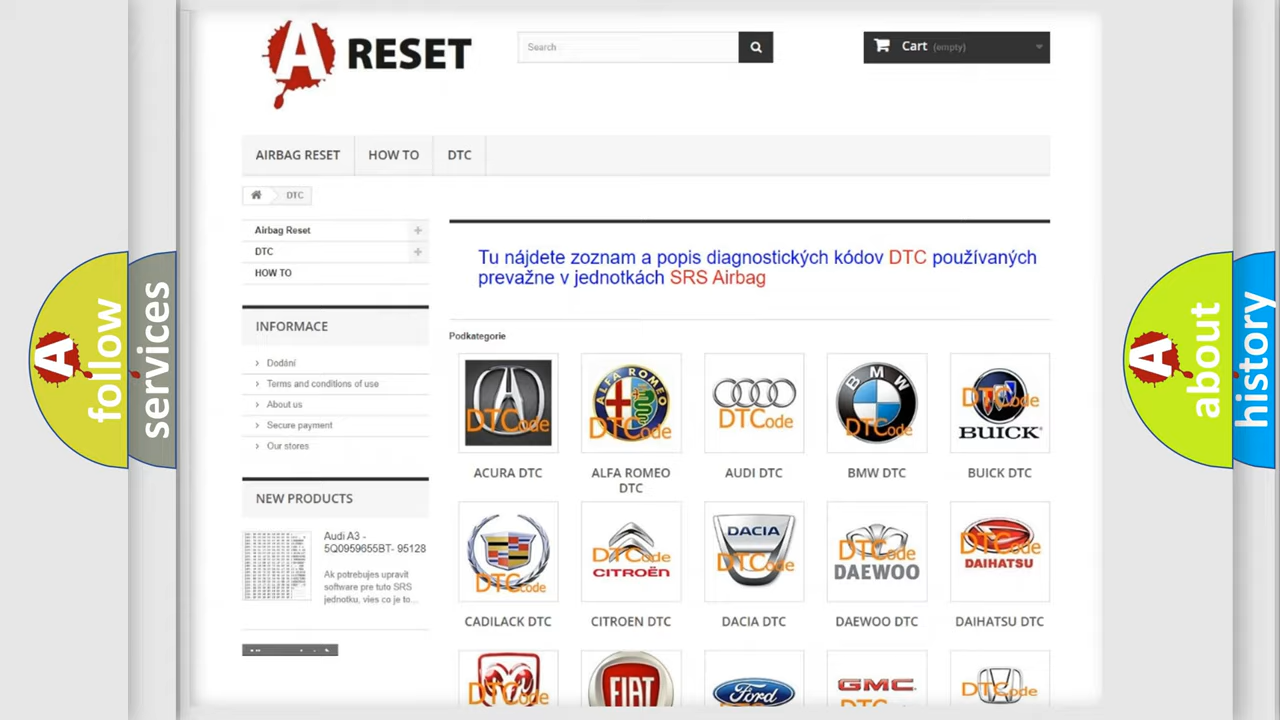 A RESET
Search
Cart (empty)
AIRBAG RESET
HOW TO
DTC
DTC
Airbag Reset
DTC
HOW TO
INFORMACE
Dodání
Terms and conditions of use
About us
Secure payment
Our stores
NEW PRODUCTS
Audi A3 -
5Q0959655BT- 95128
Ak potrebujes upravit
software pre tuto SRS
jednotku, vies co je to...
Tu nájdete zoznam a popis diagnostických kódov DTC používaných
prevažne v jednotkách SRS Airbag
Podkategorie
DTCode
ACURA DTC
ALFA ROMEO
DTCode
ALFA ROMEO
DTC
DTCode
AUDI DTC
BMW
DTCode
BMW DTC
DTCode
BUICK
BUICK DTC
DTCode
CADILACK DTC
DTCode
CITROËN
CITROEN DTC
DACIA
DTCode
DACIA DTC
DTCode
DAEWOO
DAEWOO DTC
DTCode
DAIHATSU
DAIHATSU DTC
DTCode
FIAT
Ford
GMC
DTCode
A follow
services
A about
history